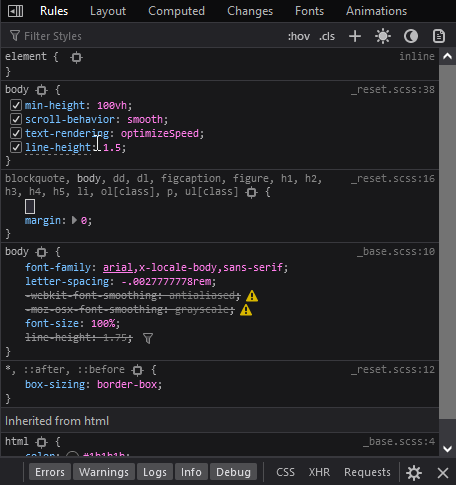 Rules Layout Computed Changes Fonts Animations
Filter Styles :hov .cls +
element { inline
}
body { _reset.scss:38
min-height: 100vh;
scroll-behavior: smooth;
text-rendering: optimizeSpeed;
line-height: 1.5;
}
blockquote, body, dd, dl, figcaption, figure, h1, h2, _reset.scss:16
h3, h4, h5, li, ol[class], p, ul[class] {
margin: 0;
}
body { _base.scss:10
font-family: arial,x-locale-body,sans-serif;
letter-spacing: -.0027777778rem;
-webkit-font-smoothing: antialiased;
-moz-osx-font-smoothing: grayscale;
font-size: 100%;
line-height: 1.75;
}
*, ::after, ::before { _reset.scss:12
box-sizing: border-box;
}
Inherited from html
html { _base.scss:4
color: #1b1b1b;
Errors Warnings Logs Info Debug CSS XHR Requests